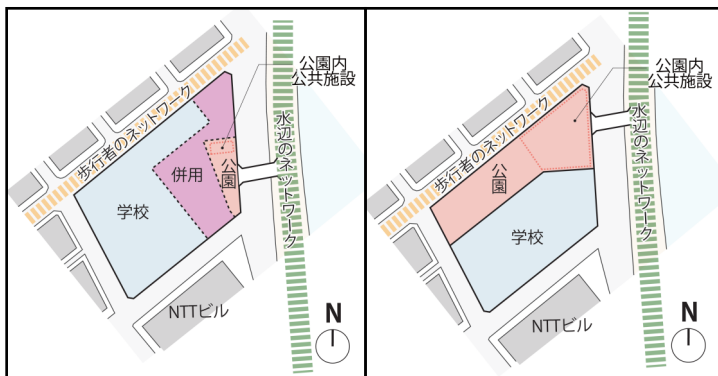 公園内
公共施設
歩行者のネットワーク
水辺のネットワーク
併用
公園
学校
NTTビル
N
公園内
公共施設
歩行者のネットワーク
水辺のネットワーク
公園
学校
NTTビル
N